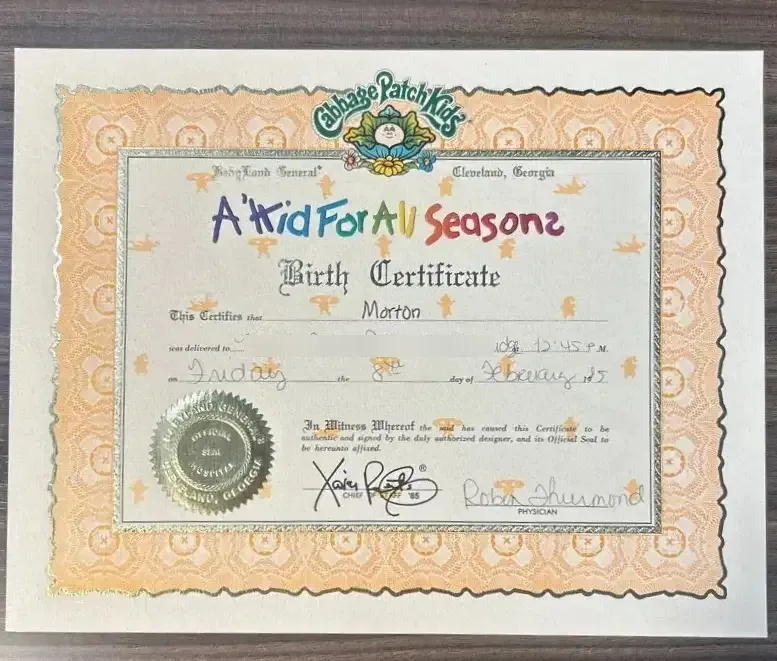 Cabbage Patch Kids
BabyLand General® Cleveland, Georgia
A 'Kid For All Seasons
Birth Certificate
This Certifies that Morton
was delivered to 12:45 P M.
on Friday the 8th day of February 19
In Witness Whereof the said has caused this Certificate to be
authentic and signed by the duly authorized designer, and its Official Seal to
be hereunto affixed.
BABYLAND GENERAL'S
OFFICIAL
SEAL
HOSPITAL
CLEVELAND, GEORGIA
Xavier Roberts ®
CHIEF OF STAFF '85
Robin Thurmond
PHYSICIAN